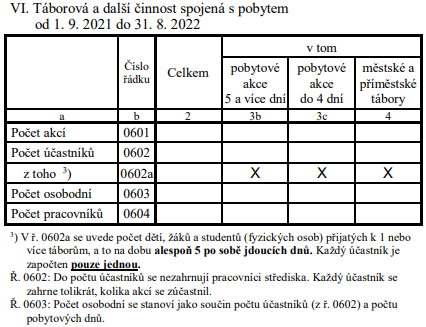 VI. Táborová a další činnost spojená s pobytem
od 1. 9. 2021 do 31. 8. 2022
Číslo řádku Celkem v tom
pobytové akce 5 a více dní pobytové akce do 4 dní městské a příměstské tábory
a b 2 3b 3c 4
Počet akcí 0601
Počet účastníků 0602
z toho ³) 0602a X X X
Počet osobodní 0603
Počet pracovníků 0604
³) V ř. 0602a se uvede počet dětí, žáků a studentů (fyzických osob) přijatých k 1 nebo
více táborům, a to na dobu alespoň 5 po sobě jdoucích dnů. Každý účastník je
započten pouze jednou.
Ř. 0602: Do počtu účastníků se nezahrnují pracovníci střediska. Každý účastník se
zahrne tolikrát, kolika akcí se zúčastnil.
Ř. 0603: Počet osobodní se stanoví jako součin počtu účastníků (z ř. 0602) a počtu
pobytových dnů.